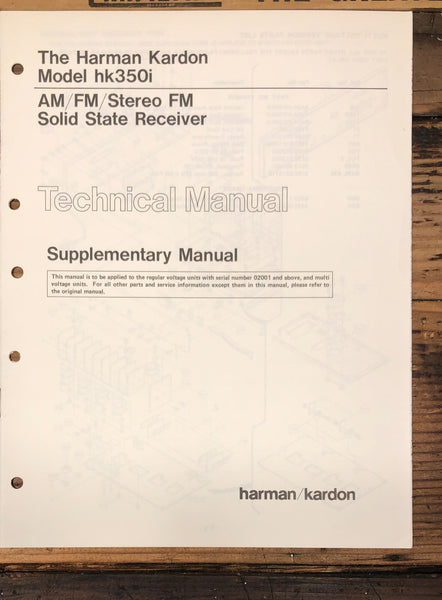 The Harman Kardon
Model hk350i
AM/FM/Stereo FM
Solid State Receiver
Technical Manual
Supplementary Manual
This manual is to be applied to the regular voltage units with serial number 02001 and above, and multi
voltage units. For all other parts and service information except them in this manual, please refer to
the original manual.
harman/kardon